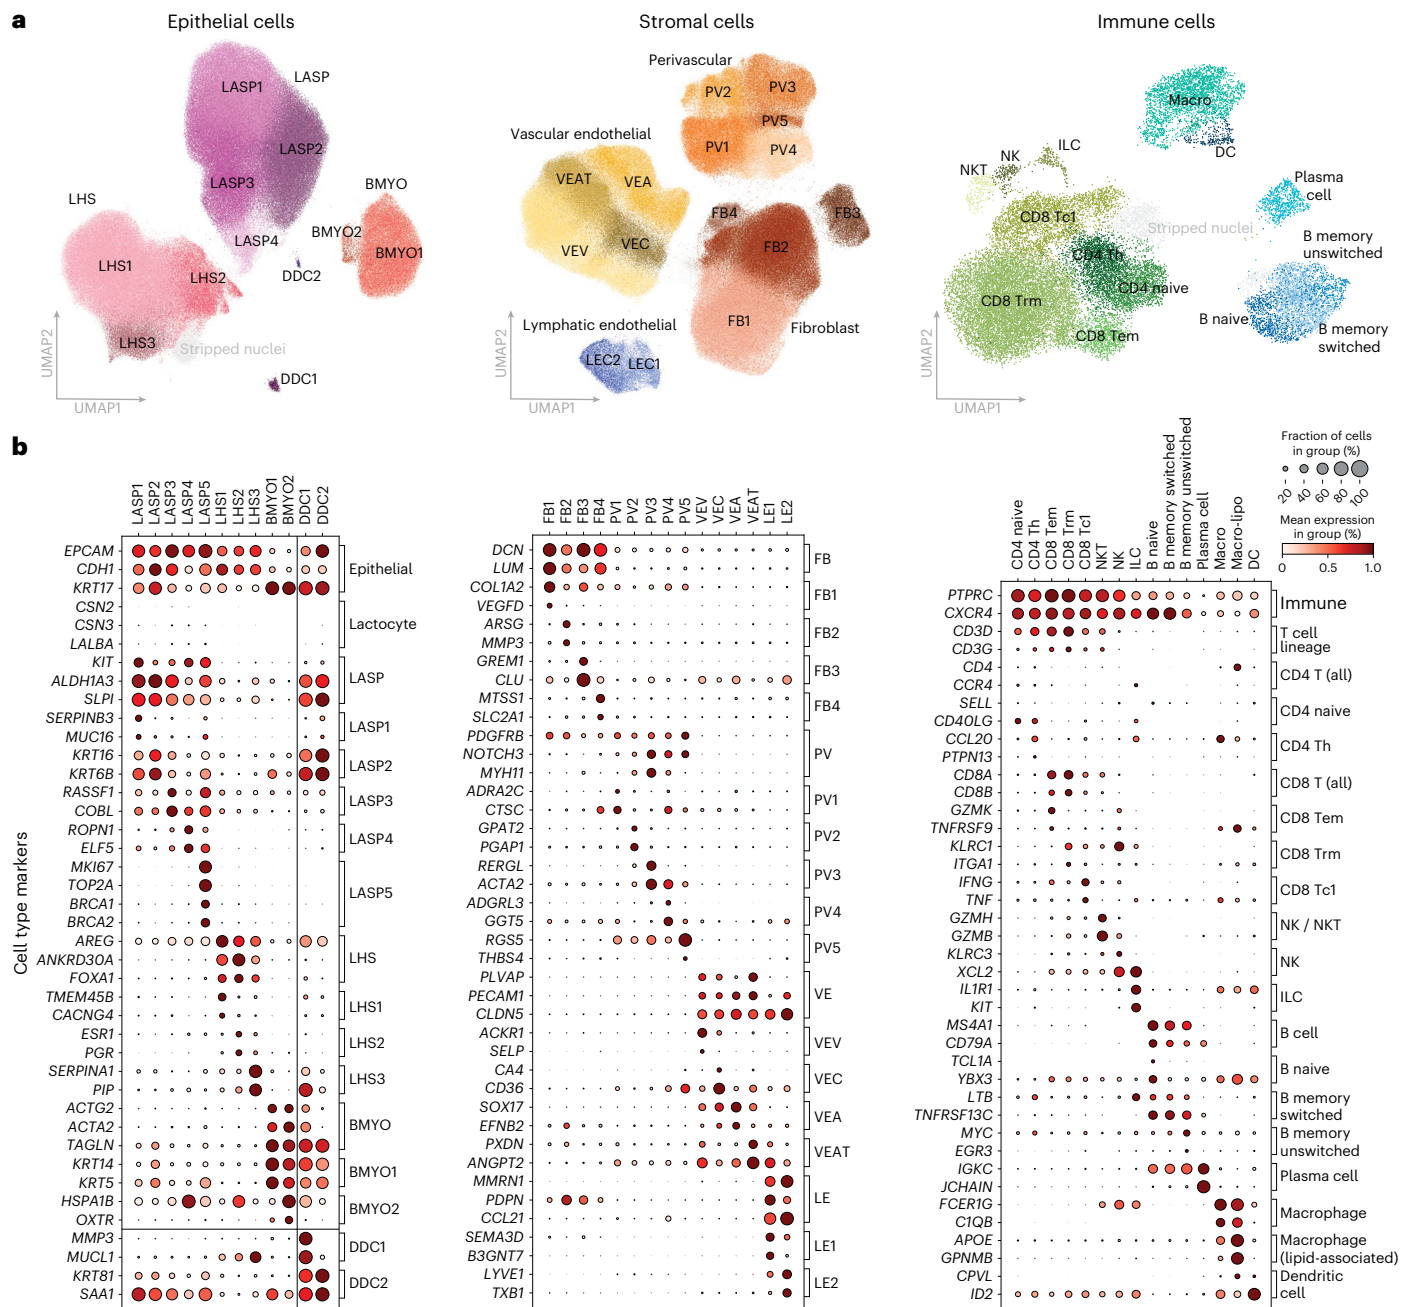 a
Epithelial cells
Stromal cells
Immune cells
LASP1
LASP
LASP2
LASP3
LASP4
LHS
LHS1
LHS2
LHS3
BMYO
BMYO2
BMYO1
DDC2
DDC1
Stripped nuclei
UMAP2
UMAP1
Perivascular
PV2
PV3
PV5
PV1
PV4
Vascular endothelial
VEAT
VEA
VEC
VEV
FB4
FB3
FB2
FB1
Fibroblast
Lymphatic endothelial
LEC2
LEC1
UMAP2
UMAP1
Macro
DC
ILC
NK
NKT
Plasma
cell
CD8 Tc1
Stripped nuclei
CD4 Th
CD4 naive
CD8 Trm
CD8 Tem
B memory
unswitched
B naive
B memory
switched
UMAP2
UMAP1
b
Cell type markers
LASP1
LASP2
LASP3
LASP4
LASP5
LHS1
LHS2
LHS3
BMYO1
BMYO2
DDC1
DDC2
EPCAM
CDH1
KRT17
CSN2
CSN3
LALBA
KIT
ALDH1A3
SLPI
SERPINB3
MUC16
KRT16
KRT6B
RASSF1
COBL
ROPN1
ELF5
MKI67
TOP2A
BRCA1
BRCA2
AREG
ANKRD30A
FOXA1
TMEM45B
CACNG4
ESR1
PGR
SERPINA1
PIP
ACTG2
ACTA2
TAGLN
KRT14
KRT5
HSPA1B
OXTR
MMP3
MUCL1
KRT81
SAA1
Epithelial
Lactocyte
LASP
LASP1
LASP2
LASP3
LASP4
LASP5
LHS
LHS1
LHS2
LHS3
BMYO
BMYO1
BMYO2
DDC1
DDC2
FB1
FB2
FB3
FB4
PV1
PV2
PV3
PV4
PV5
VEV
VEC
VEA
VEAT
LE1
LE2
DCN
LUM
COL1A2
VEGFD
ARSG
MMP3
GREM1
CLU
MTSS1
SLC2A1
PDGFRB
NOTCH3
MYH11
ADRA2C
CTSC
GPAT2
PGAP1
RERGL
ACTA2
ADGRL3
GGT5
RGS5
THBS4
PLVAP
PECAM1
CLDN5
ACKR1
SELP
CA4
CD36
SOX17
EFNB2
PXDN
ANGPT2
MMRN1
PDPN
CCL21
SEMA3D
B3GNT7
LYVE1
TXB1
FB
FB1
FB2
FB3
FB4
PV
PV1
PV2
PV3
PV4
PV5
VE
VEV
VEC
VEA
VEAT
LE
LE1
LE2
CD4 naive
CD4 Th
CD8 Tem
CD8 Trm
CD8 Tc1
NKT
NK
ILC
B naive
B memory switched
B memory unswitched
Plasma cell
Macro
Macro-lipo
DC
PTPRC
CXCR4
CD3D
CD3G
CD4
CCR4
SELL
CD40LG
CCL20
PTPN13
CD8A
CD8B
GZMK
TNFRSF9
KLRC1
ITGA1
IFNG
TNF
GZMH
GZMB
KLRC3
XCL2
IL1R1
KIT
MS4A1
CD79A
TCL1A
YBX3
LTB
TNFRSF13C
MYC
EGR3
IGKC
JCHAIN
FCER1G
C1QB
APOE
GPNMB
CPVL
ID2
Immune
T cell
lineage
CD4 T (all)
CD4 naive
CD4 Th
CD8 T (all)
CD8 Tem
CD8 Trm
CD8 Tc1
NK / NKT
NK
ILC
B cell
B naive
B memory
switched
B memory
unswitched
Plasma cell
Macrophage
Macrophage
(lipid-associated)
Dendritic
cell
Fraction of cells
in group (%)
20
40
60
80
100
Mean expression
in group (%)
0
0.5
1.0